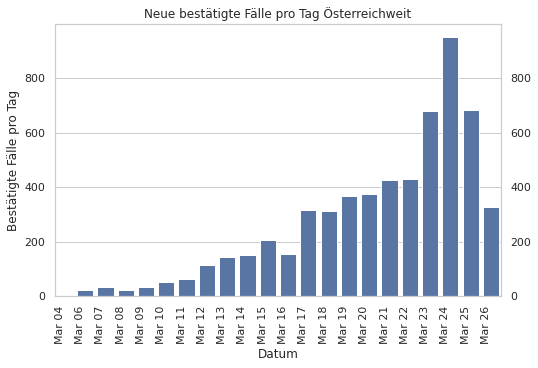 Neue bestätigte Fälle pro Tag Österreichweit
Bestätigte Fälle pro Tag
800
600
400
200
0
800
600
400
200
0
Mar 04
Mar 06
Mar 07
Mar 08
Mar 09
Mar 10
Mar 11
Mar 12
Mar 13
Mar 14
Mar 15
Mar 16
Mar 17
Mar 18
Mar 19
Mar 20
Mar 21
Mar 22
Mar 23
Mar 24
Mar 25
Mar 26
Datum